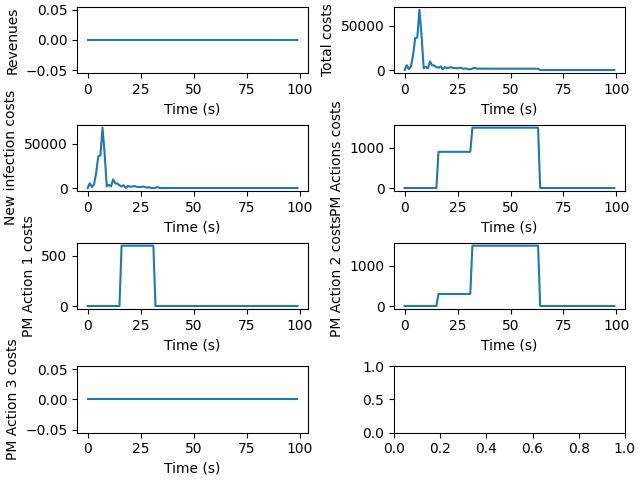 Revenues
0.05
0.00
−0.05
0 25 50 75 100
Time (s)
Total costs
50000
0
0 25 50 75 100
Time (s)
New infection costs
50000
0
0 25 50 75 100
Time (s)
PM Actions costs
1000
0
0 25 50 75 100
Time (s)
PM Action 1 costs
500
0
0 25 50 75 100
Time (s)
PM Action 2 costs
1000
0
0 25 50 75 100
Time (s)
PM Action 3 costs
0.05
0.00
−0.05
0 25 50 75 100
Time (s)
1.0
0.5
0.0
0.0 0.2 0.4 0.6 0.8 1.0